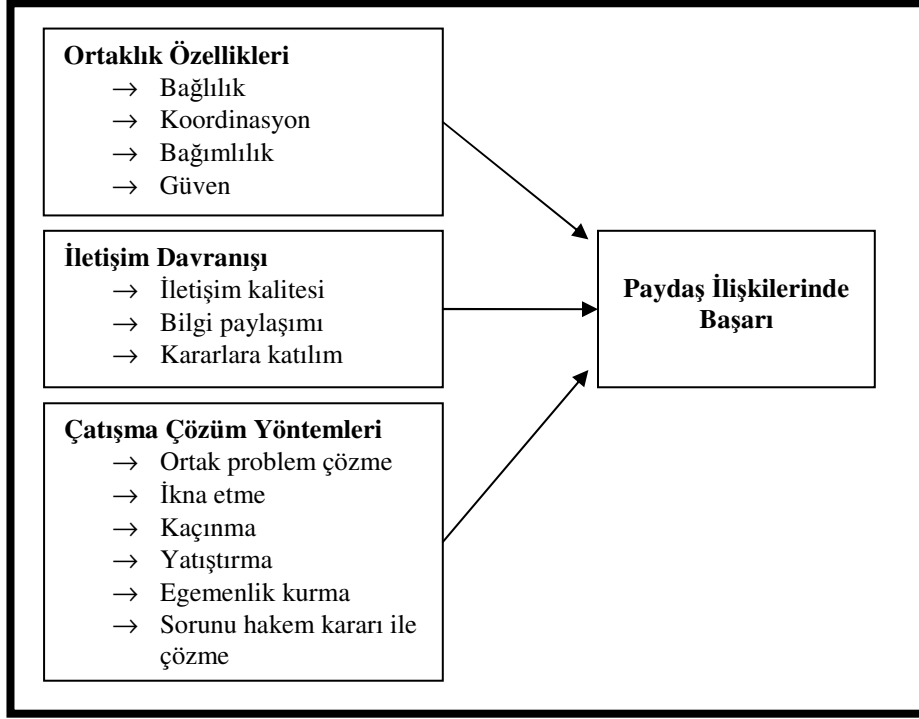 Ortaklık Özellikleri
→ Bağlılık
→ Koordinasyon
→ Bağımlılık
→ Güven
İletişim Davranışı
→ İletişim kalitesi
→ Bilgi paylaşımı
→ Kararlara katılım
Çatışma Çözüm Yöntemleri
→ Ortak problem çözme
→ İkna etme
→ Kaçınma
→ Yatıştırma
→ Egemenlik kurma
→ Sorunu hakem kararı ile
çözme
Paydaş İlişkilerinde
Başarı